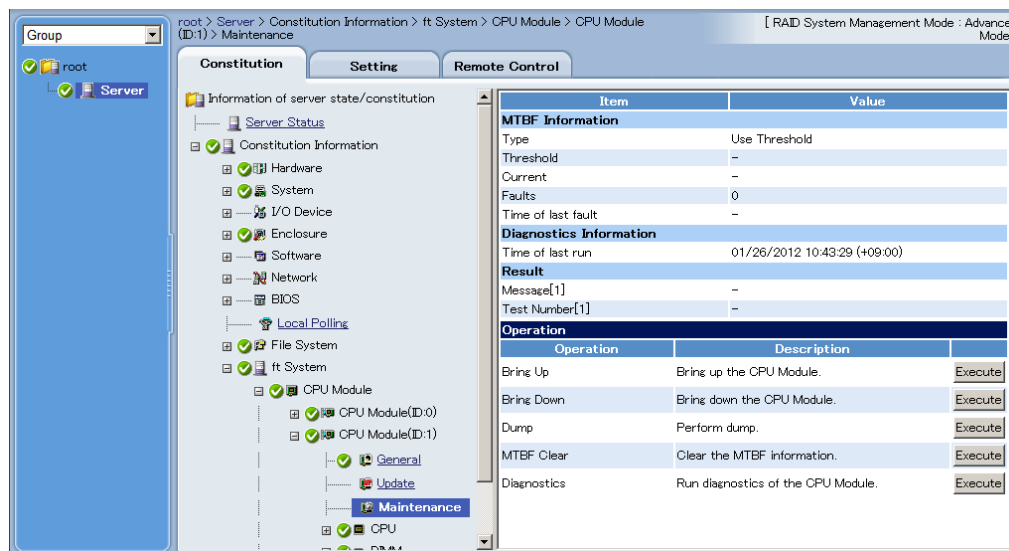 Group
root
Server
root > Server > Constitution Information > ft System > CPU Module > CPU Module
(ID:1) > Maintenance
[ RAID System Management Mode : Advance
Mode
Constitution
Setting
Remote Control
Information of server state/constitution
Server Status
Constitution Information
Hardware
System
I/O Device
Enclosure
Software
Network
BIOS
Local Polling
File System
ft System
CPU Module
CPU Module(ID:0)
CPU Module(ID:1)
General
Update
Maintenance
CPU
DIMM
Item Value
MTBF Information
Type Use Threshold
Threshold -
Current -
Faults 0
Time of last fault -
Diagnostics Information
Time of last run 01/26/2012 10:43:29 (+09:00)
Result
Message[1] -
Test Number[1] -
Operation
Operation Description
Bring Up Bring up the CPU Module. Execute
Bring Down Bring down the CPU Module. Execute
Dump Perform dump. Execute
MTBF Clear Clear the MTBF information. Execute
Diagnostics Run diagnostics of the CPU Module. Execute